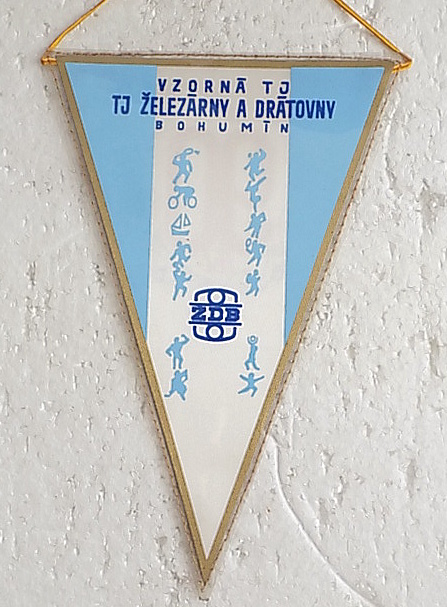 VZORNÁ TJ
TJ ŽELEZÁRNY A DRÁTOVNY
BOHUMÍN
ŽDB